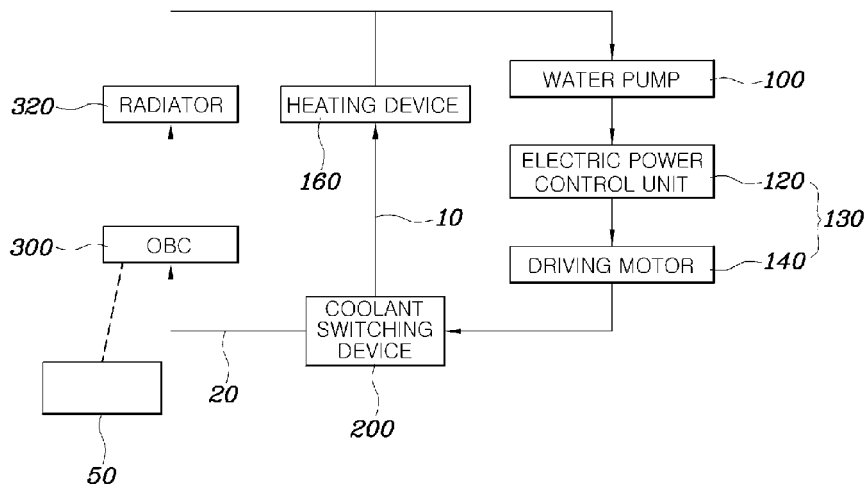 320
RADIATOR
HEATING DEVICE
160
WATER PUMP
100
ELECTRIC POWER
CONTROL UNIT
120
130
10
300
OBC
DRIVING MOTOR
140
COOLANT
SWITCHING
DEVICE
20
200
50